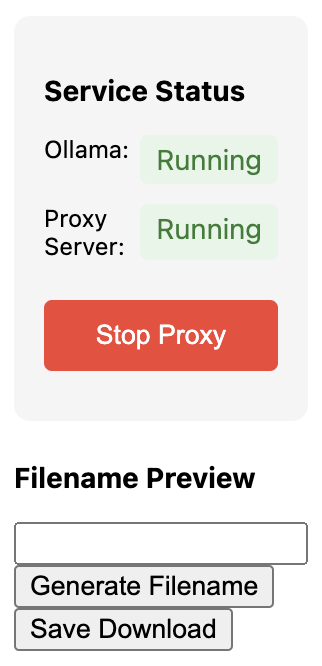 Service Status
Ollama: Running
Proxy Running
Server:
Stop Proxy
Filename Preview
Generate Filename
Save Download